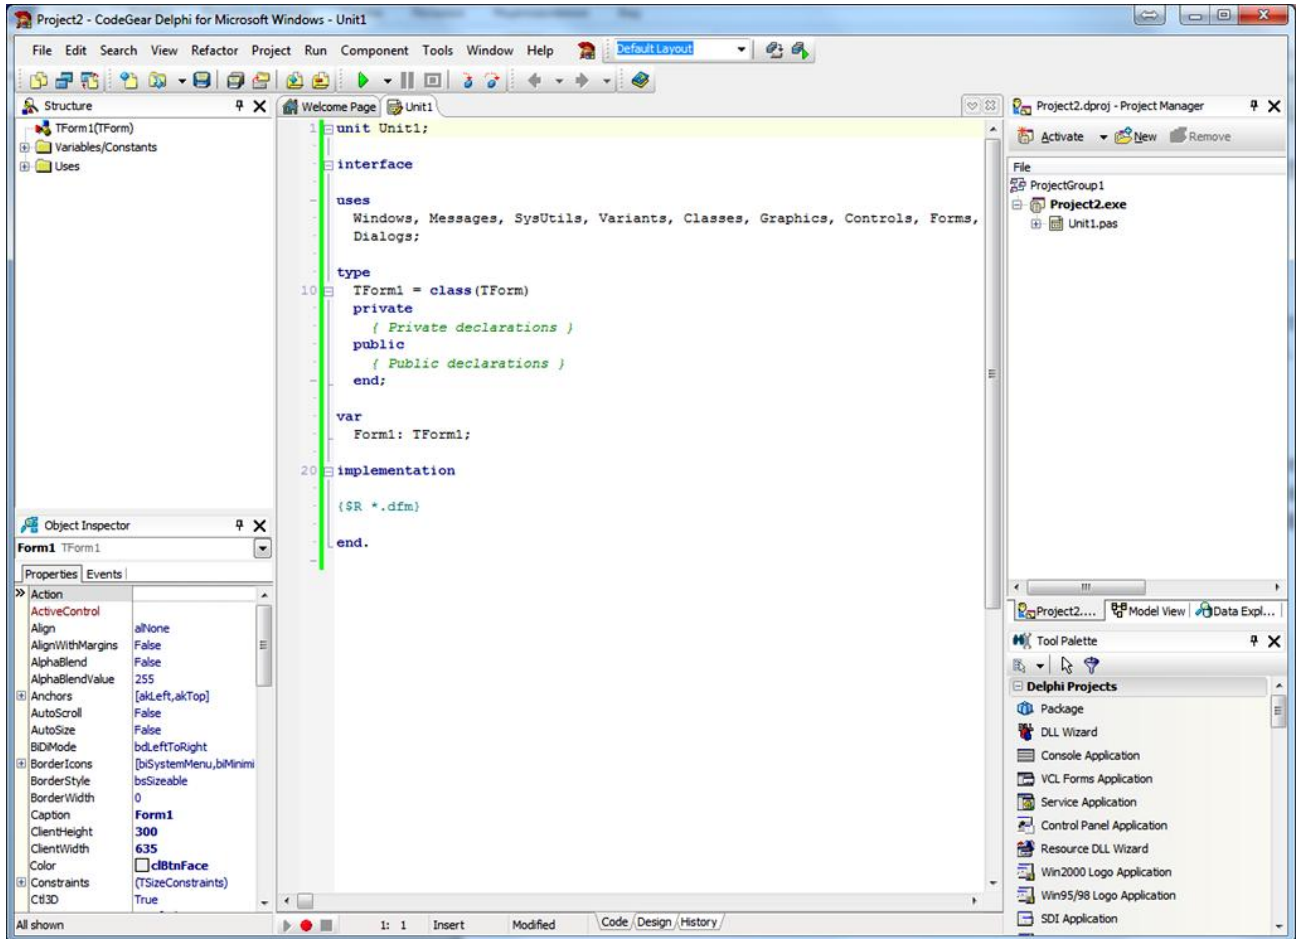 Project2 - CodeGear Delphi for Microsoft Windows - Unit1
File Edit Search View Refactor Project Run Component Tools Window Help
Default Layout
Structure
TForm1(TForm)
Variables/Constants
Uses
Object Inspector
Form1 TForm1
Properties Events
Action
ActiveControl
Align alNone
AlignWithMargins False
AlphaBlend False
AlphaBlendValue 255
Anchors [akLeft,akTop]
AutoScroll False
AutoSize False
BiDiMode bdLeftToRight
BorderIcons [biSystemMenu,biMinimi
BorderStyle bsSizeable
BorderWidth 0
Caption Form1
ClientHeight 300
ClientWidth 635
Color clBtnFace
Constraints (TSizeConstraints)
Ctl3D True
All shown
Welcome Page Unit1
1 unit Unit1;
interface
uses
Windows, Messages, SysUtils, Variants, Classes, Graphics, Controls, Forms,
Dialogs;
type
10 TForm1 = class(TForm)
private
{ Private declarations }
public
{ Public declarations }
end;
var
Form1: TForm1;
20 implementation
{$R *.dfm}
end.
1: 1 Insert Modified Code Design History
Project2.dproj - Project Manager
Activate New Remove
File
ProjectGroup1
Project2.exe
Unit1.pas
Project2.... Model View Data Expl...
Tool Palette
Delphi Projects
Package
DLL Wizard
Console Application
VCL Forms Application
Service Application
Control Panel Application
Resource DLL Wizard
Win2000 Logo Application
Win95/98 Logo Application
SDI Application